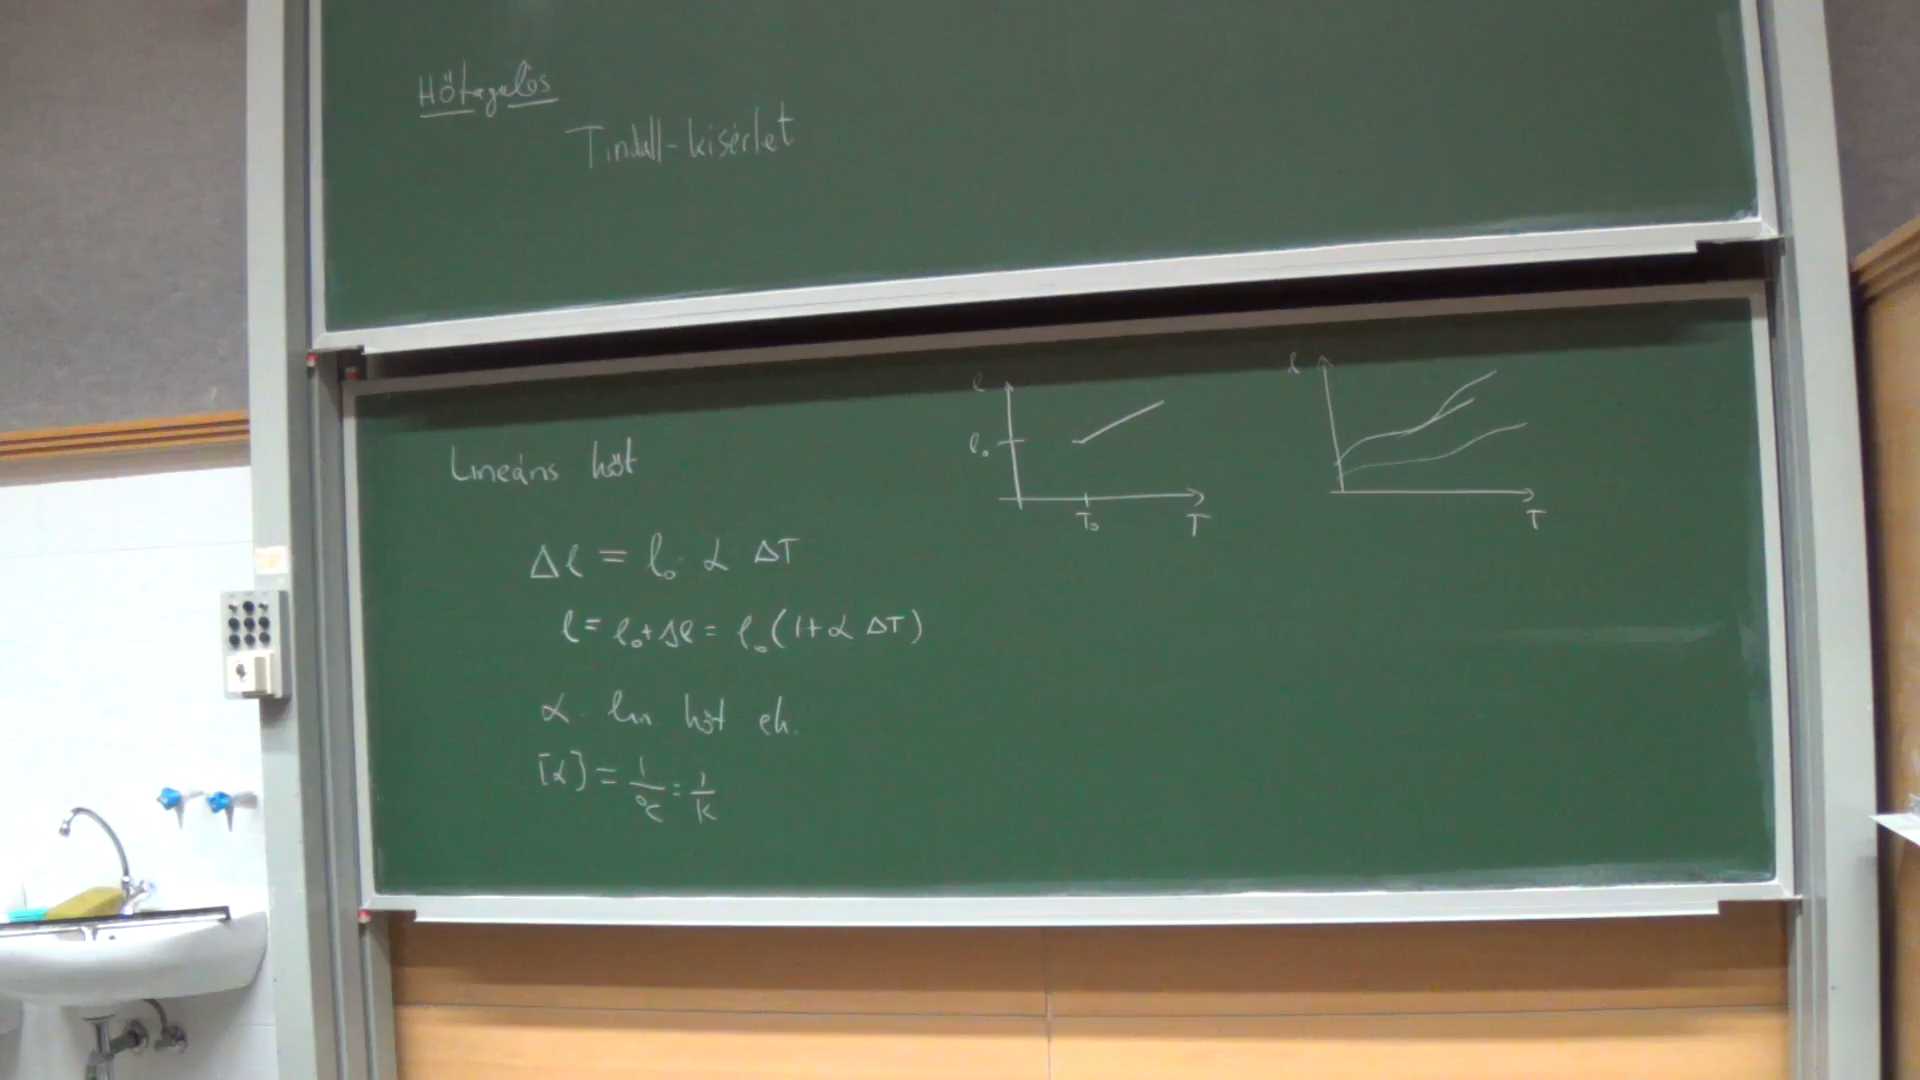 Hőtágulás
Tindall-kisérlet
Lineáris hőt
Δl = l₀ · α ΔT
l = l₀ + Δl = l₀ (1 + α ΔT)
α lin hőt eh.
[α] = 1/°C = 1/K
l
l₀
T₀
T
l
T